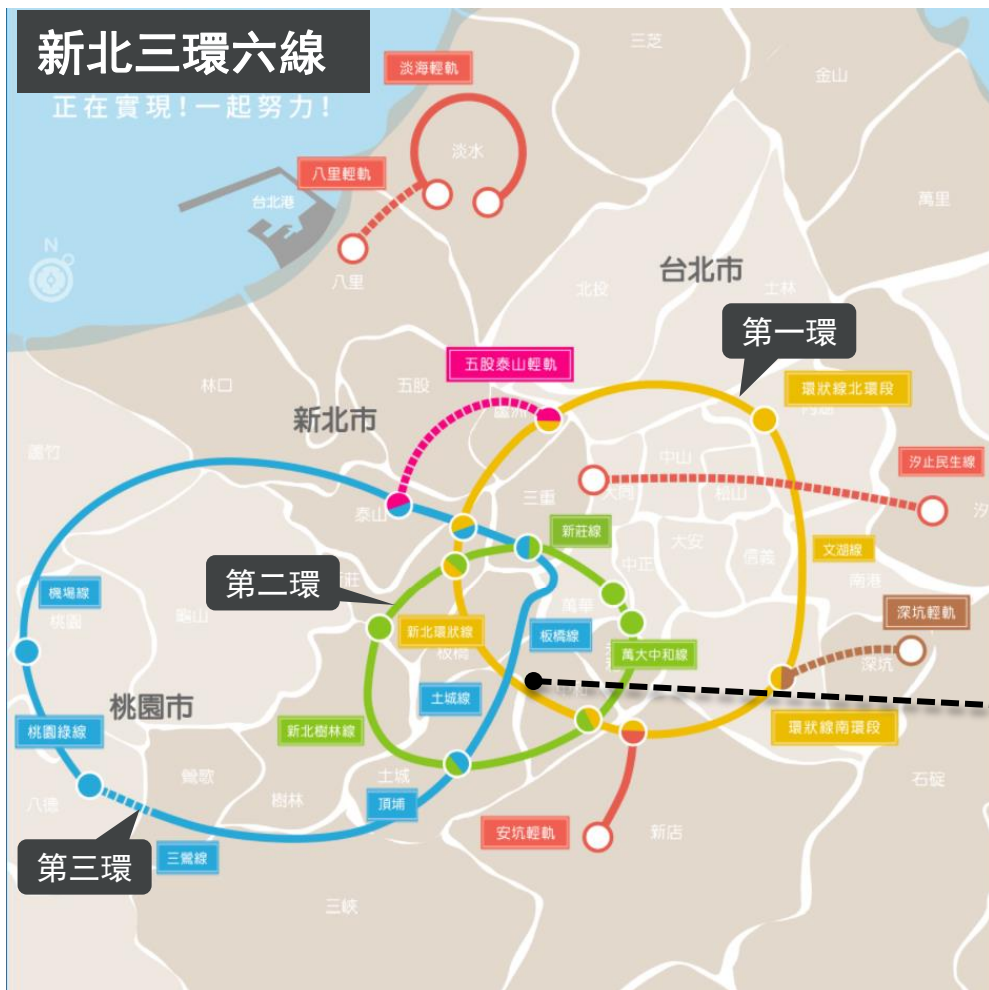 新北三環六線
正在實現!一起努力!
淡海輕軌
三芝
金山
淡水
八里輕軌
台北港
萬里
N
八里
台北市
北投
士林
第一環
五股泰山輕軌
林口
五股
環狀線北環段
蘆洲
內湖
新北市
蘆竹
中山
汐止民生線
三重
大同
松山
汐
泰山
新莊線
大安
中正
信義
文湖線
第二環
莊
南港
機場線
萬華
深坑輕軌
桃園
龜山
新北環狀線
板橋線
板橋
萬大中和線
深坑
土城線
桃園市
桃園綠線
新北樹林線
環狀線南環段
鶯歌
土城
石碇
八德
樹林
頂埔
安坑輕軌
新店
第三環
三鶯線
三峽